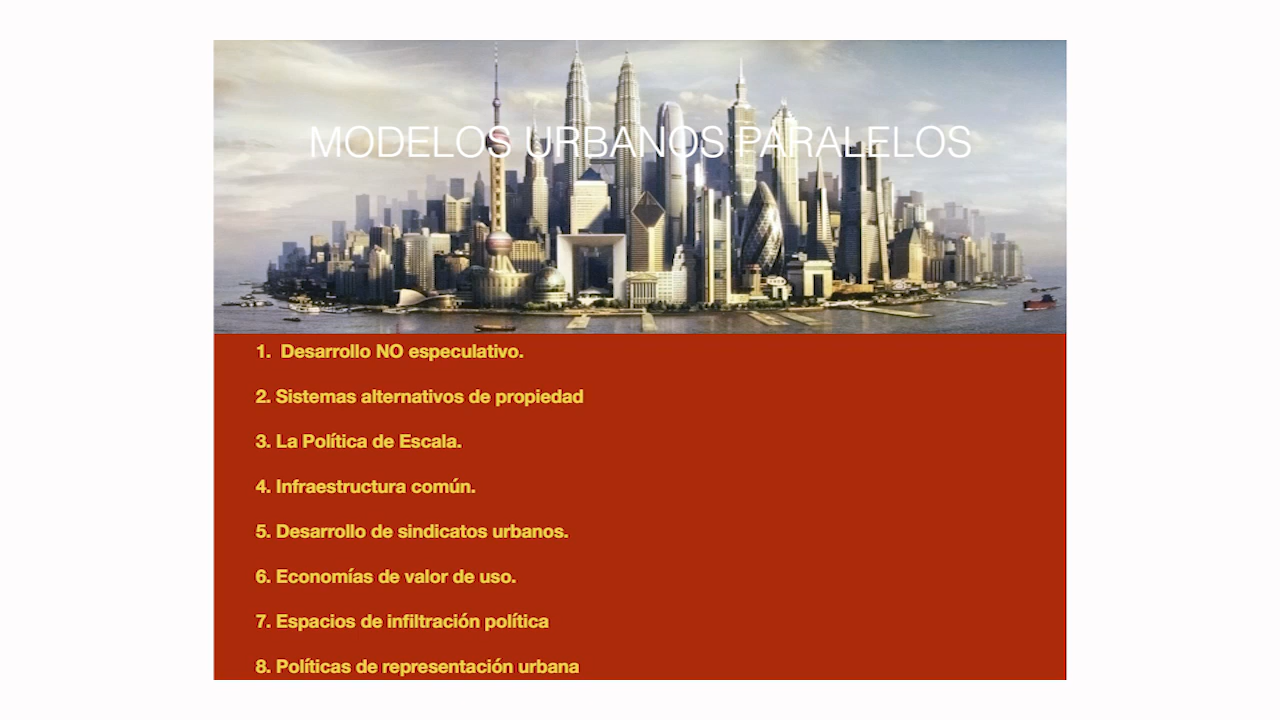 MODELOS URBANOS PARALELOS
1. Desarrollo NO especulativo.
2. Sistemas alternativos de propiedad
3. La Política de Escala.
4. Infraestructura común.
5. Desarrollo de sindicatos urbanos.
6. Economías de valor de uso.
7. Espacios de infiltración política
8. Políticas de representación urbana